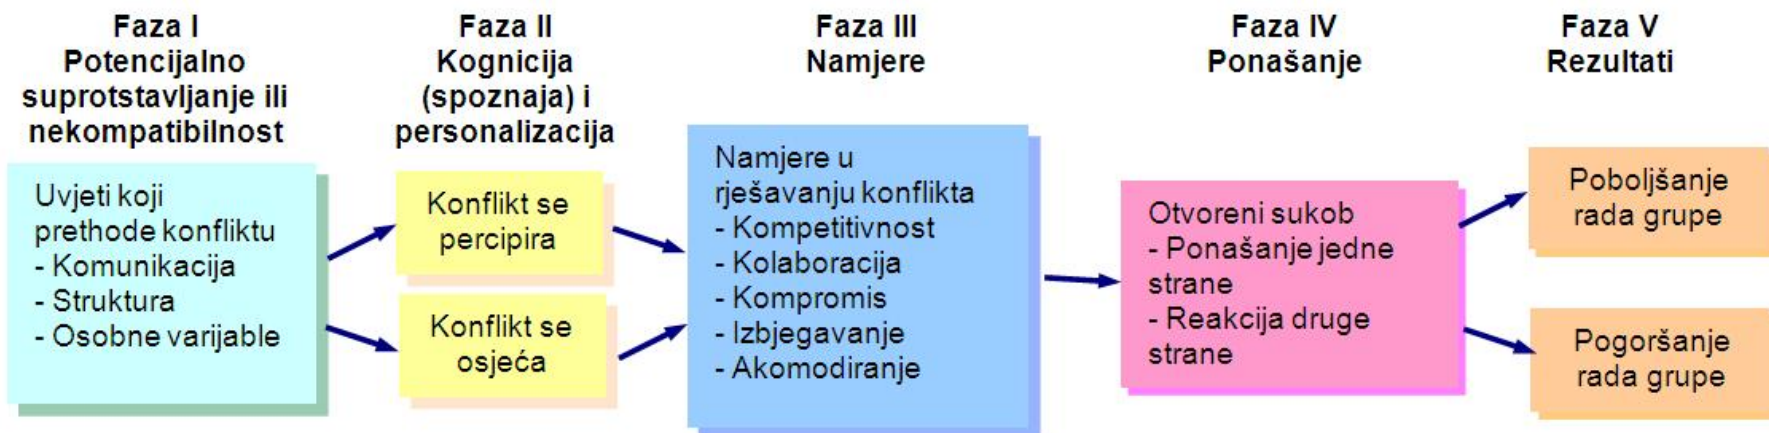 Faza I
Potencijalno
suprotstavljanje ili
nekompatibilnost
Faza II
Kognicija
(spoznaja) i
personalizacija
Faza III
Namjere
Faza IV
Ponašanje
Faza V
Rezultati
Uvjeti koji
prethode konfliktu
- Komunikacija
- Struktura
- Osobne varijable
Konflikt se
percipira
Konflikt se
osjeća
Namjere u
rješavanju konflikta
- Kompetitivnost
- Kolaboracija
- Kompromis
- Izbjegavanje
- Akomodiranje
Otvoreni sukob
- Ponašanje jedne
strane
- Reakcija druge
strane
Poboljšanje
rada grupe
Pogoršanje
rada grupe